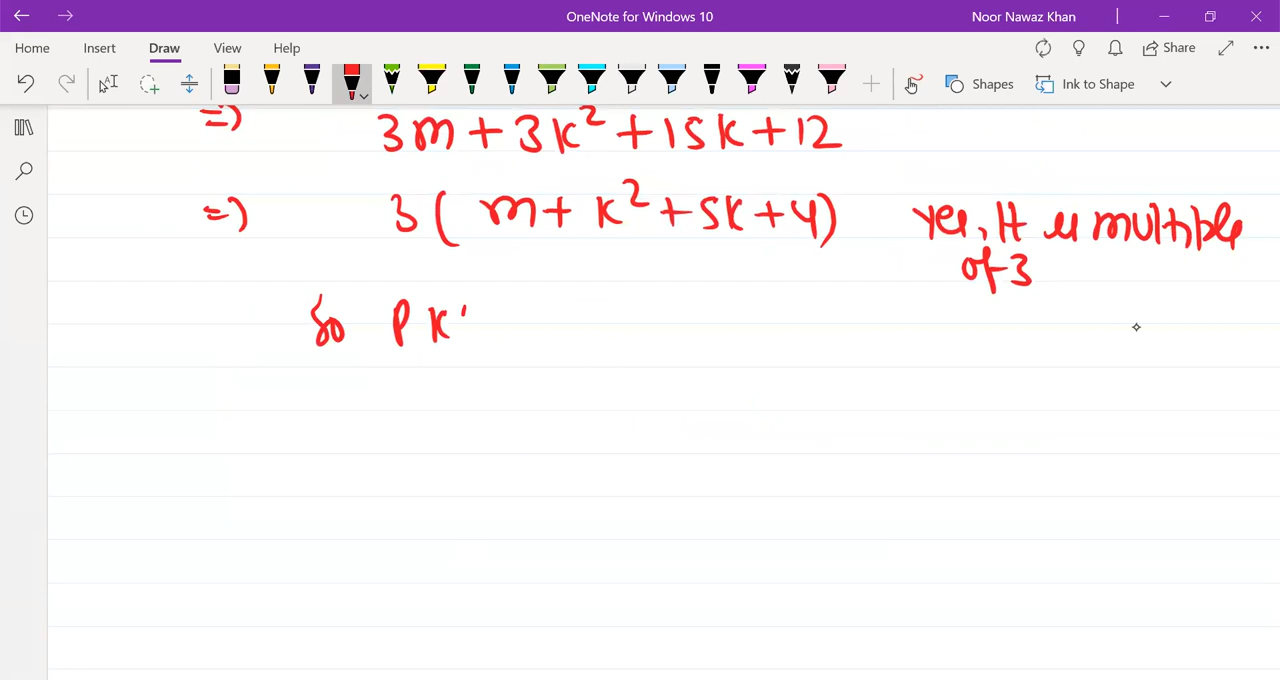 OneNote for Windows 10
Noor Nawaz Khan
Home Insert Draw View Help
Share
Shapes
Ink to Shape
=) 3m + 3k² + 15k + 12
=) 3 ( m + k² + 5k + 4) Yes, It is multiple
of 3
So P K